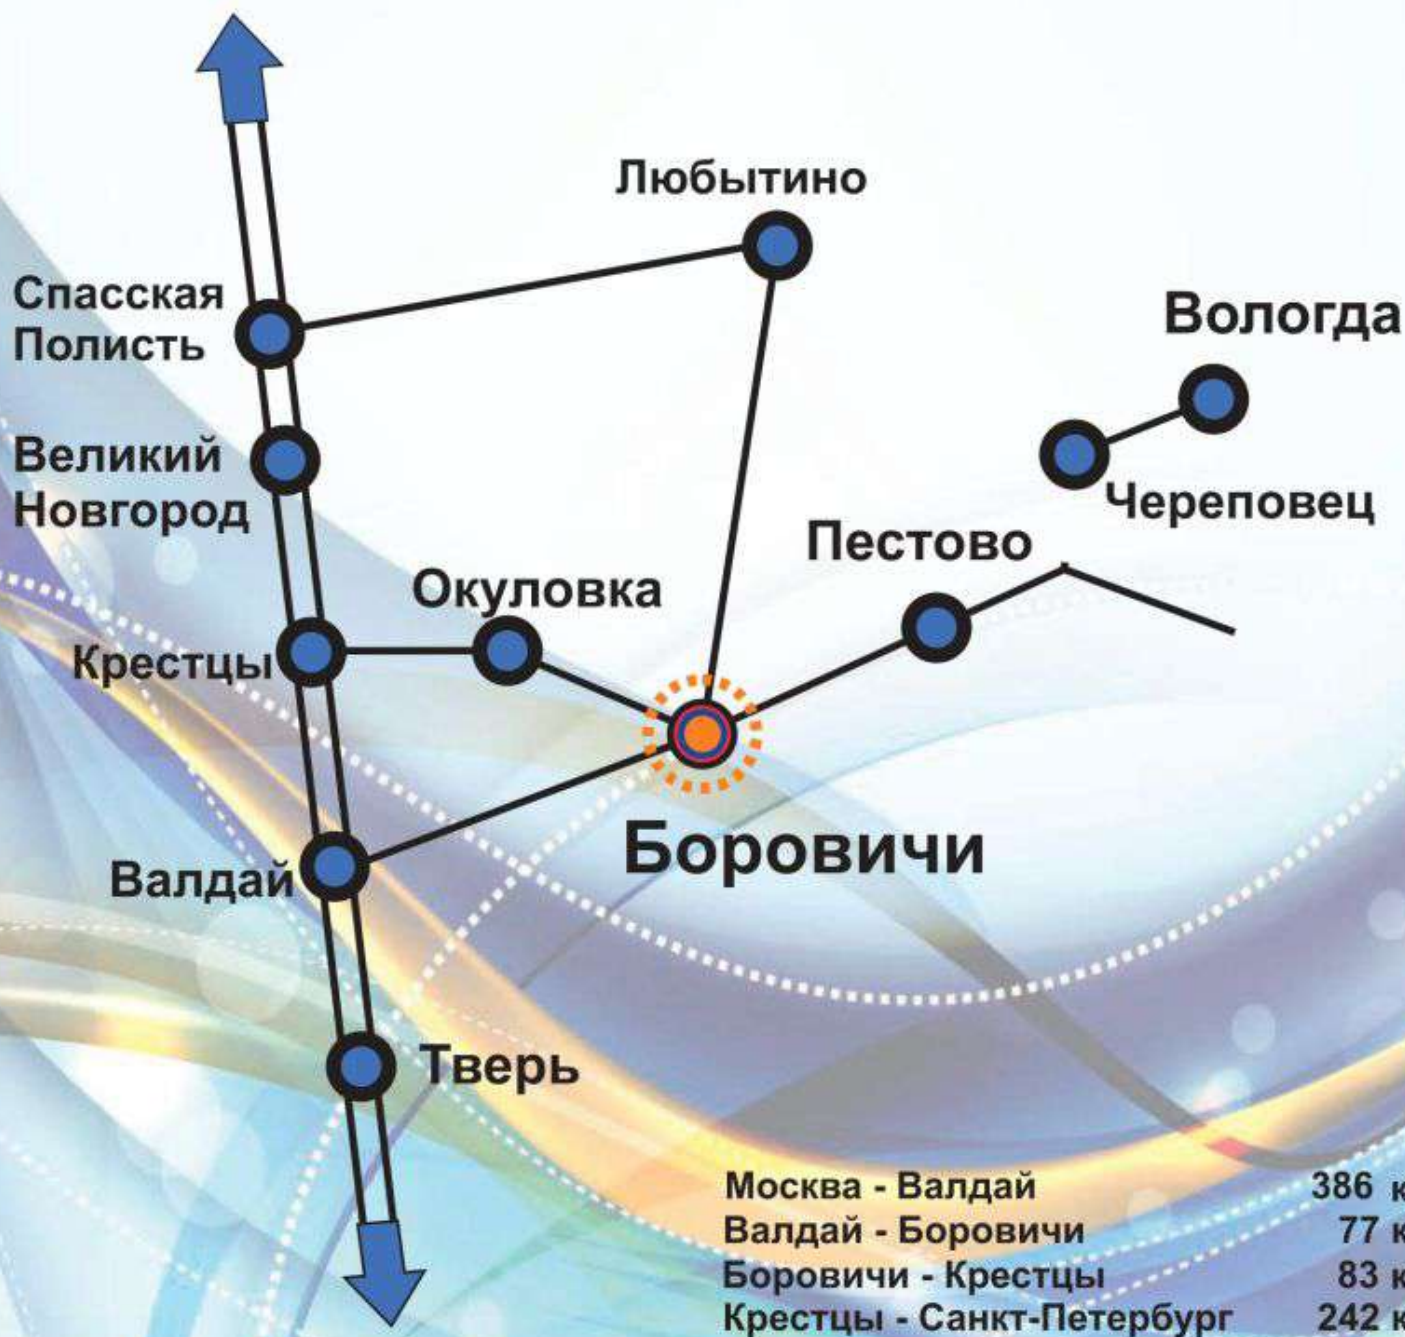 Любытино
Спасская
Полисть
Вологда
Великий
Новгород
Череповец
Пестово
Окуловка
Крестцы
Боровичи
Валдай
Тверь
Москва - Валдай 386 к
Валдай - Боровичи 77 к
Боровичи - Крестцы 83 к
Крестцы - Санкт-Петербург 242 к